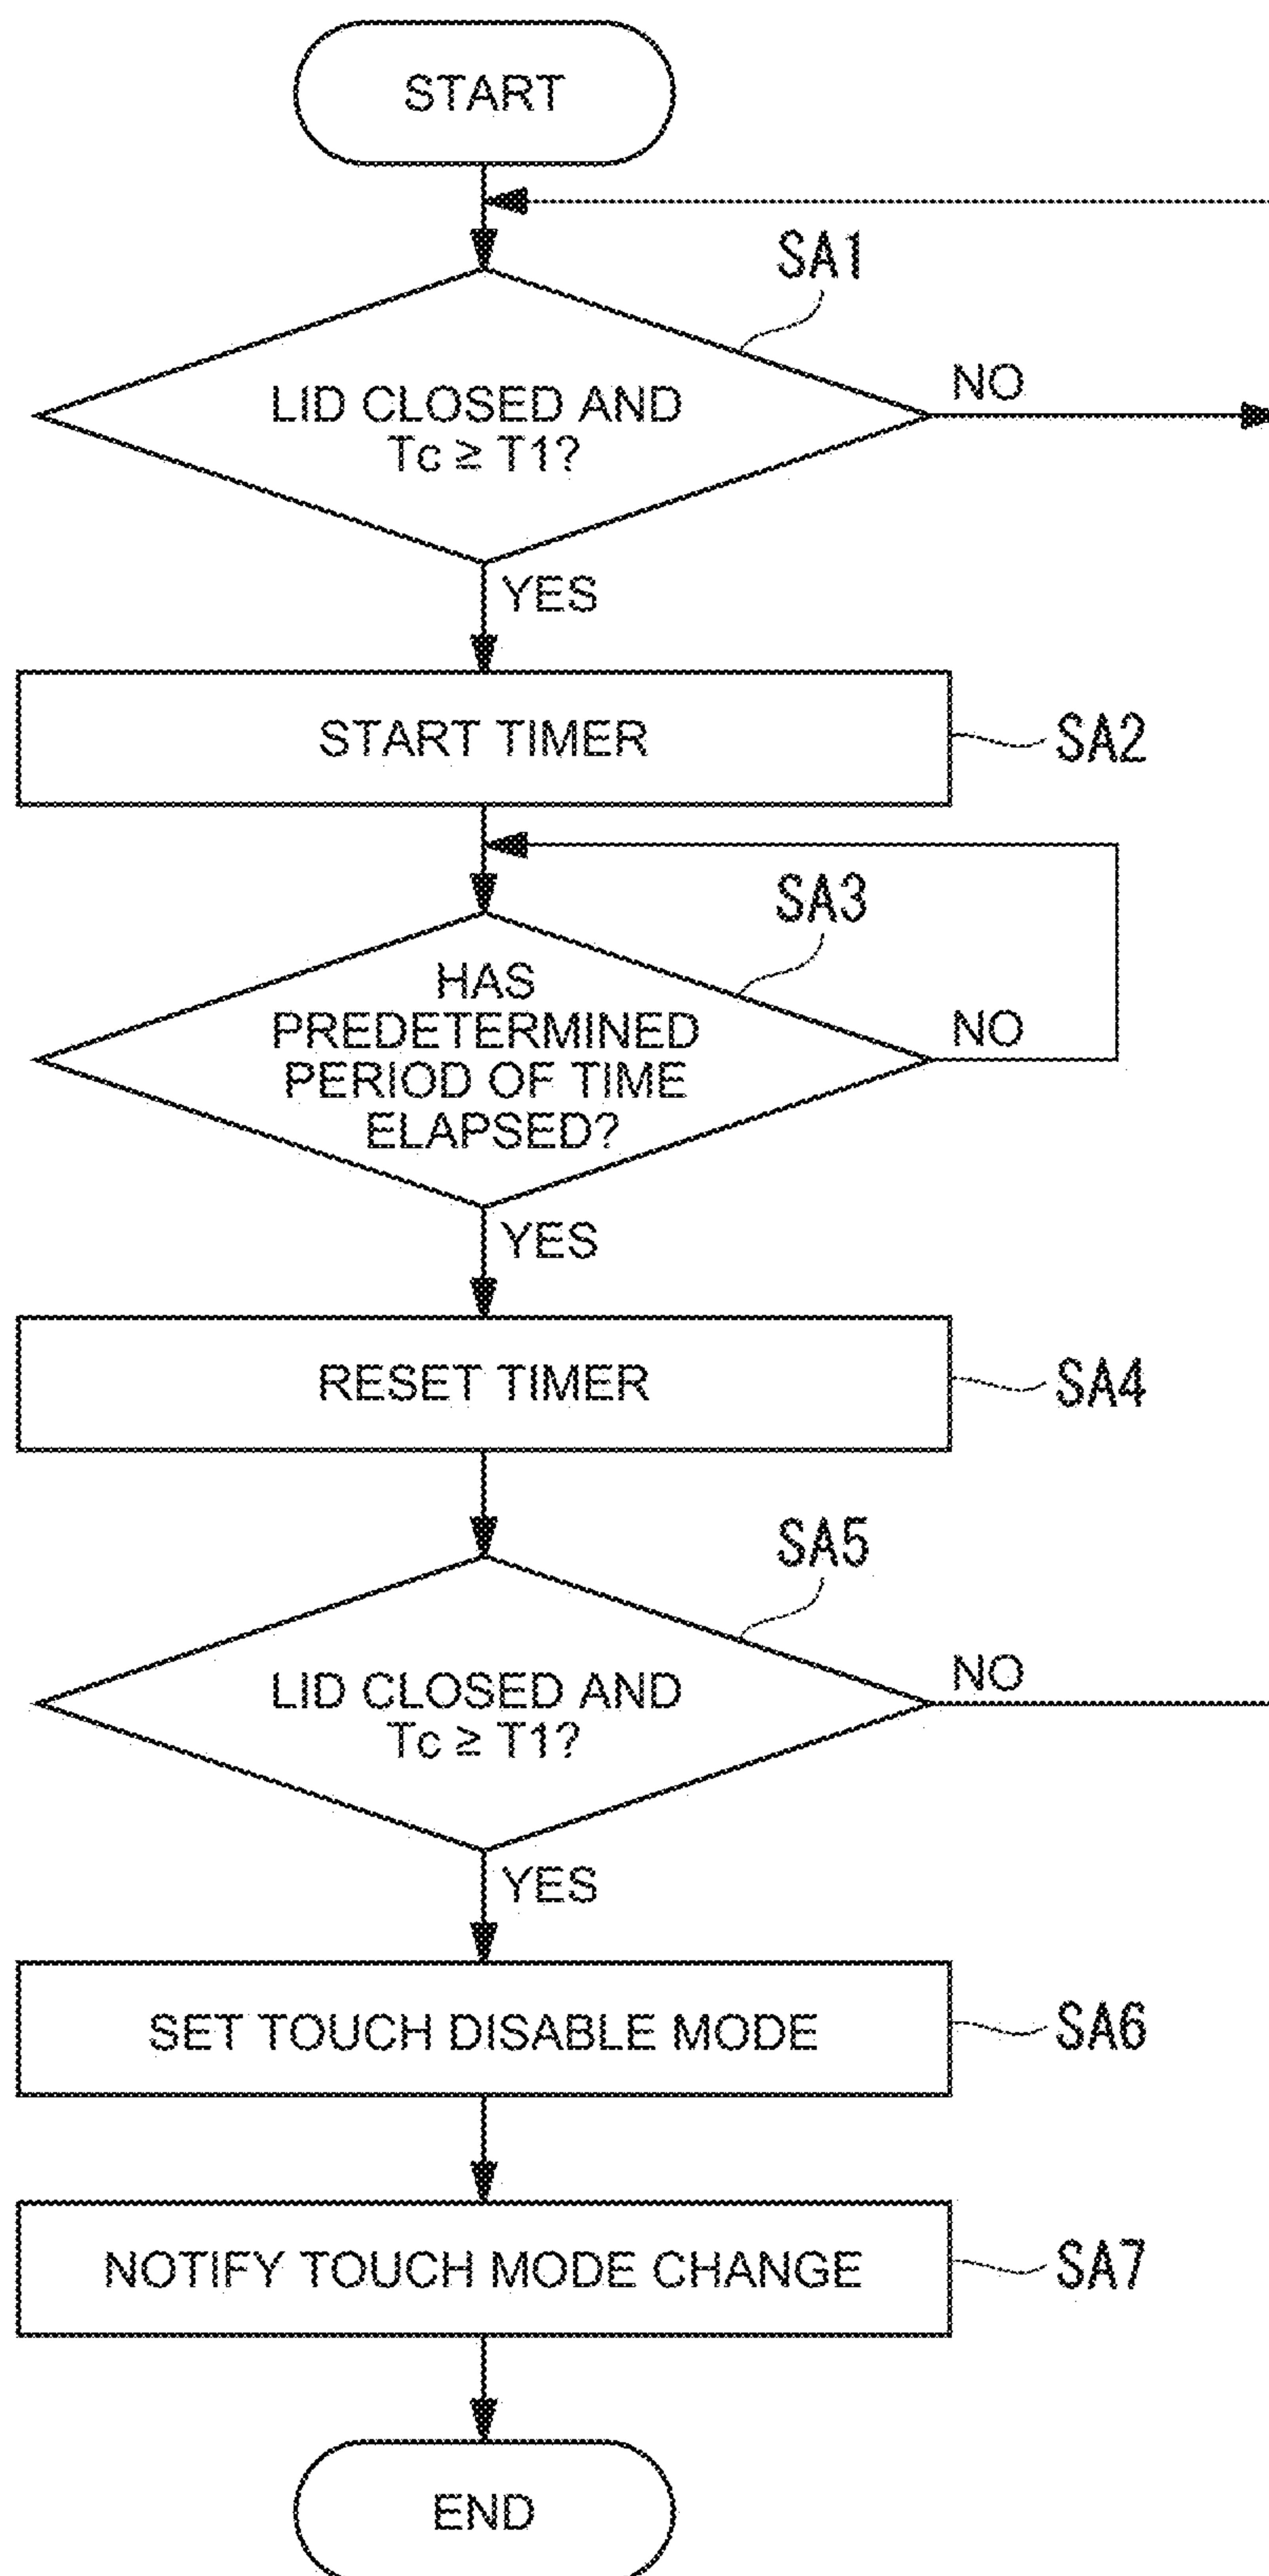 START
SA1
LID CLOSED AND
Tc ≥ T1?
NO
YES
START TIMER
SA2
SA3
HAS
PREDETERMINED
PERIOD OF TIME
ELAPSED?
NO
YES
RESET TIMER
SA4
SA5
LID CLOSED AND
Tc ≥ T1?
NO
YES
SET TOUCH DISABLE MODE
SA6
NOTIFY TOUCH MODE CHANGE
SA7
END